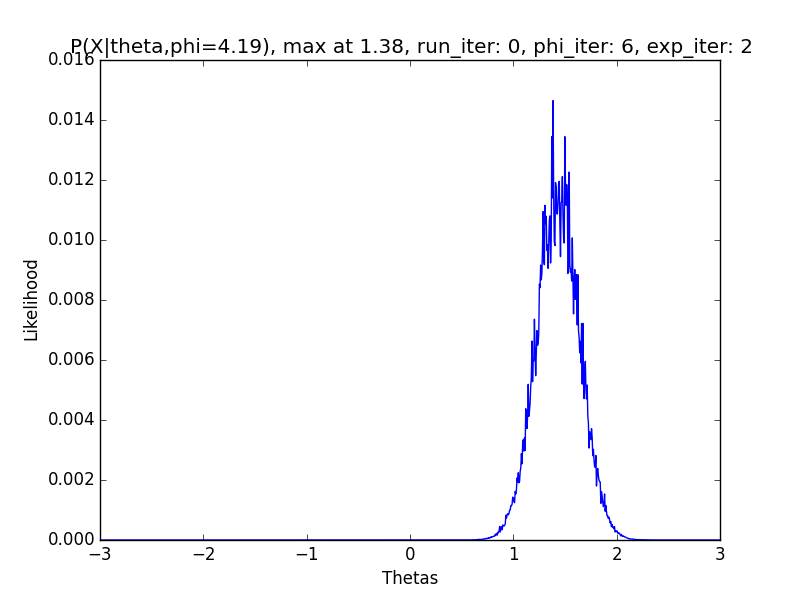 P(X|theta,phi=4.19), max at 1.38, run_iter: 0, phi_iter: 6, exp_iter: 2
0.016
0.014
0.012
0.010
0.008
0.006
0.004
0.002
0.000
Likelihood
−3 −2 −1 0 1 2 3
Thetas